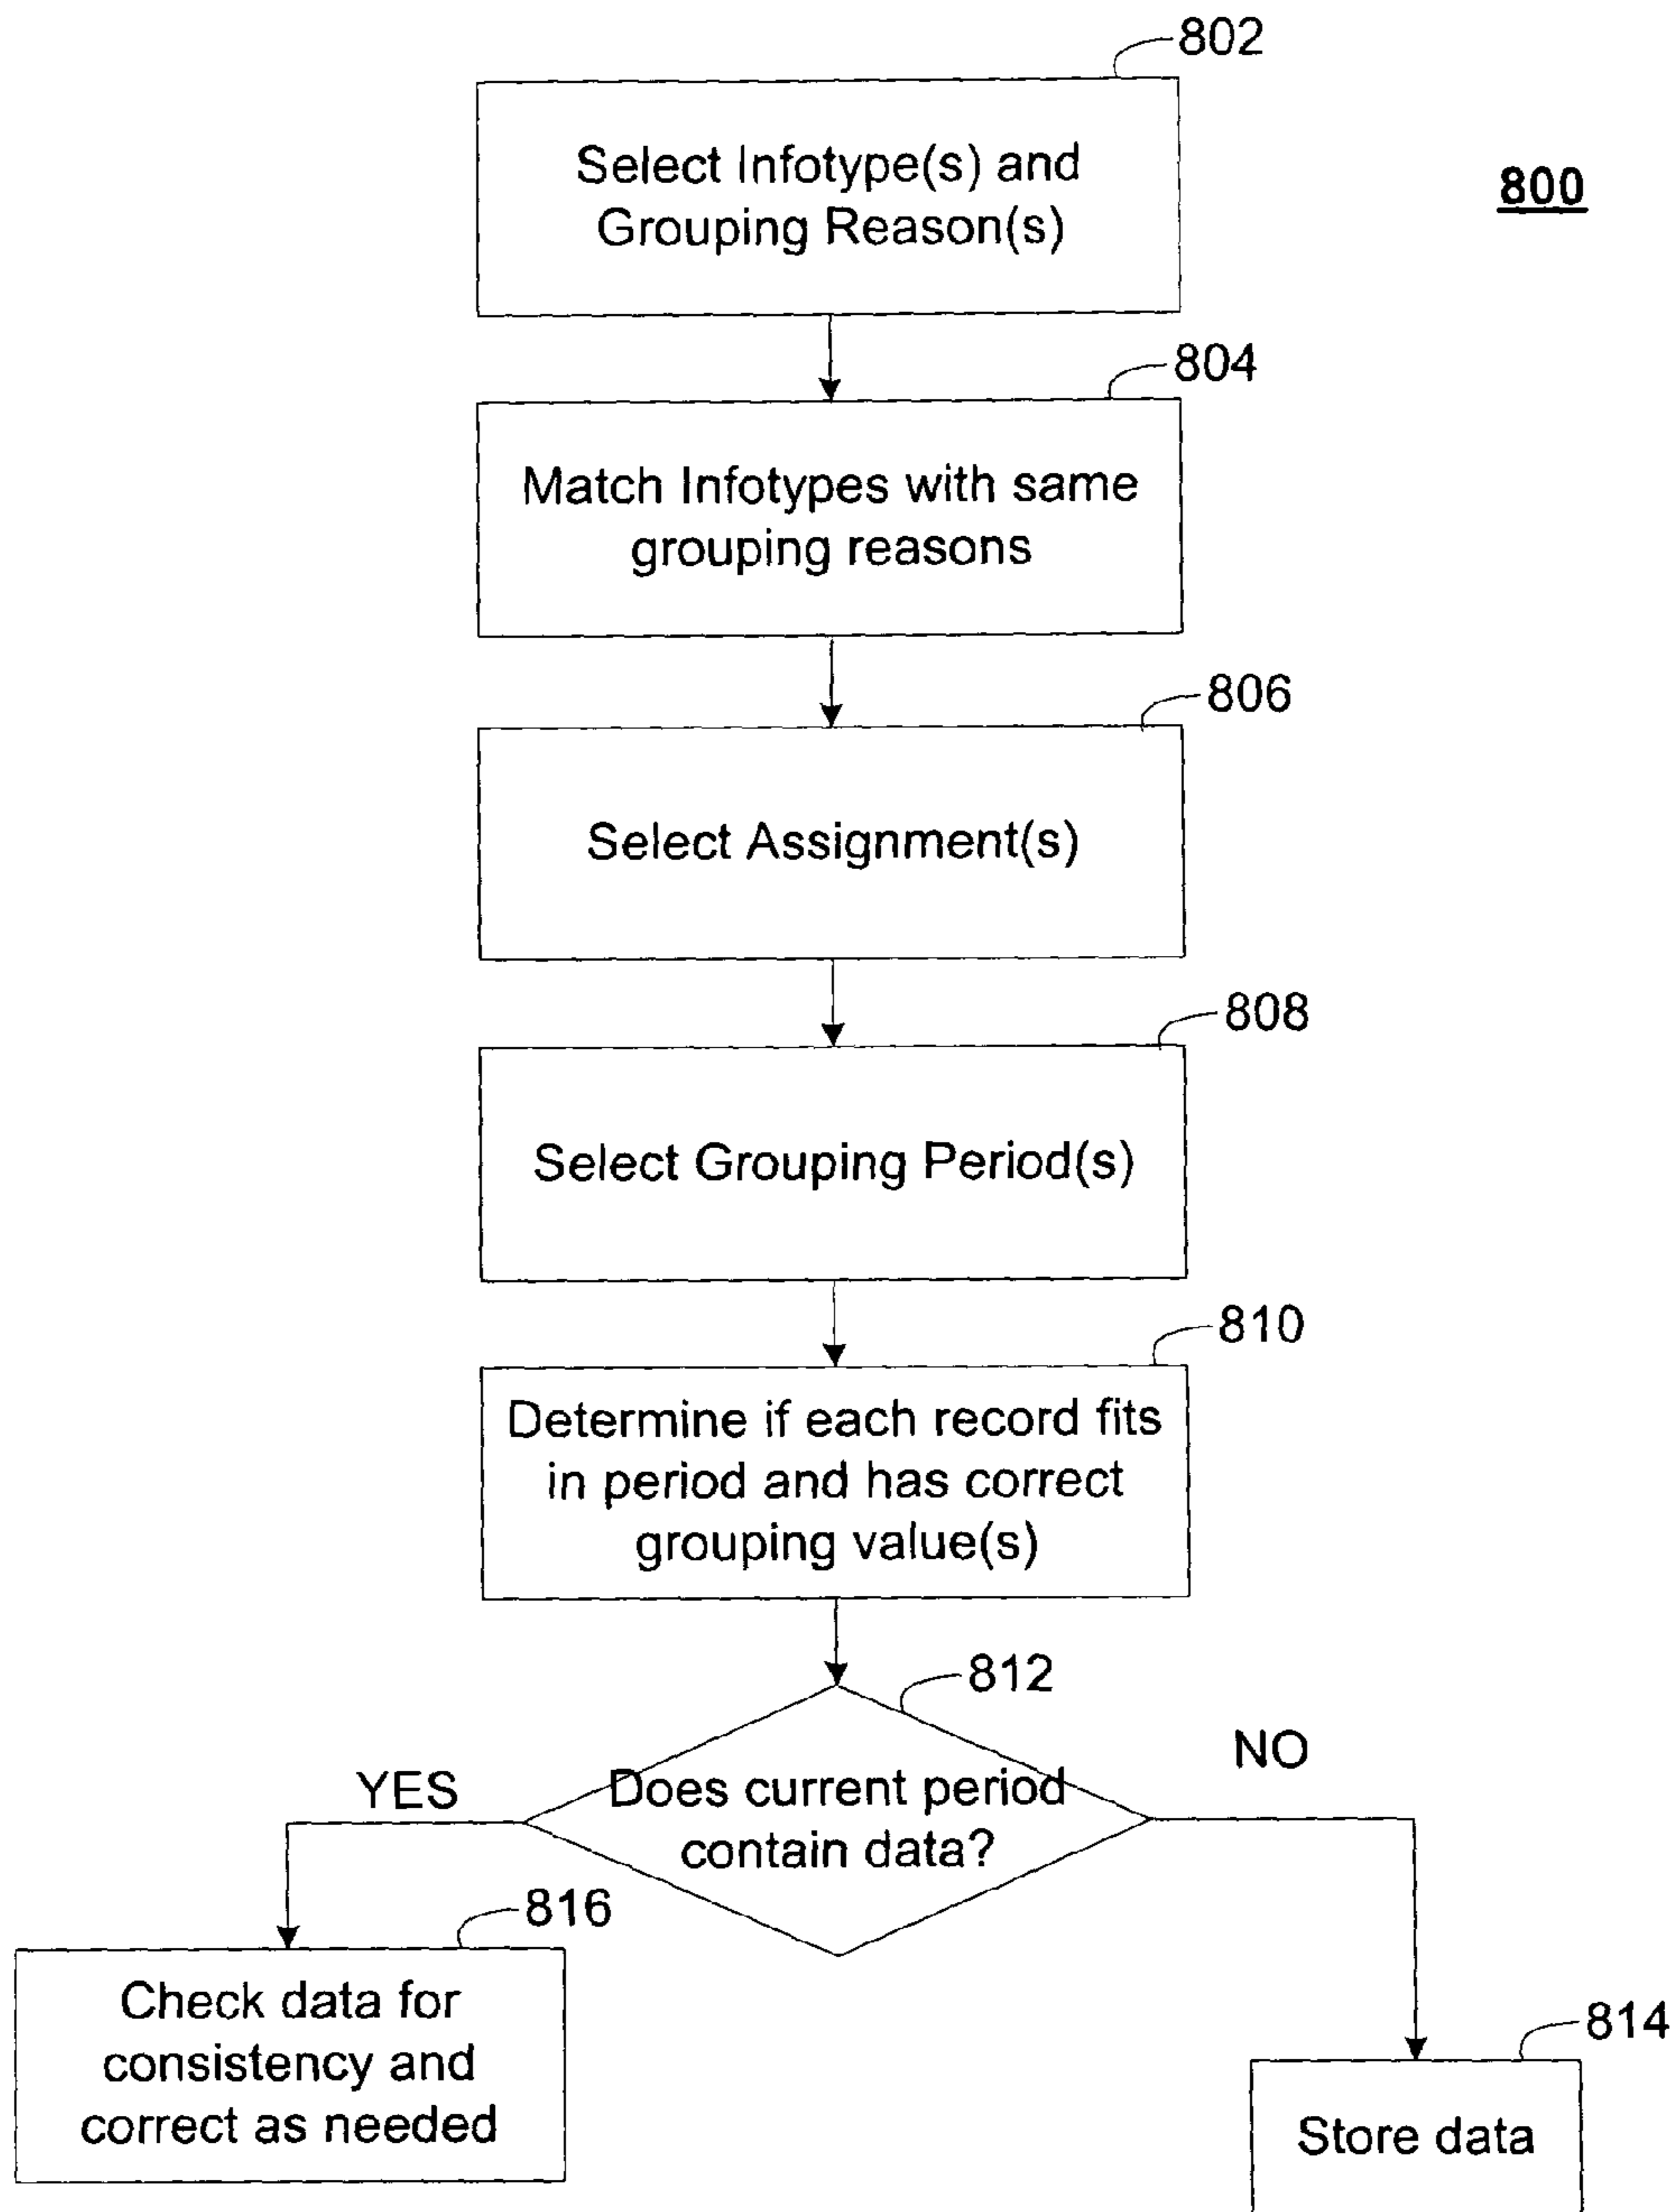 802
Select Infotype(s) and
Grouping Reason(s)
800
804
Match Infotypes with same
grouping reasons
806
Select Assignment(s)
808
Select Grouping Period(s)
810
Determine if each record fits
in period and has correct
grouping value(s)
812
Does current period
contain data?
YES
NO
816
Check data for
consistency and
correct as needed
814
Store data